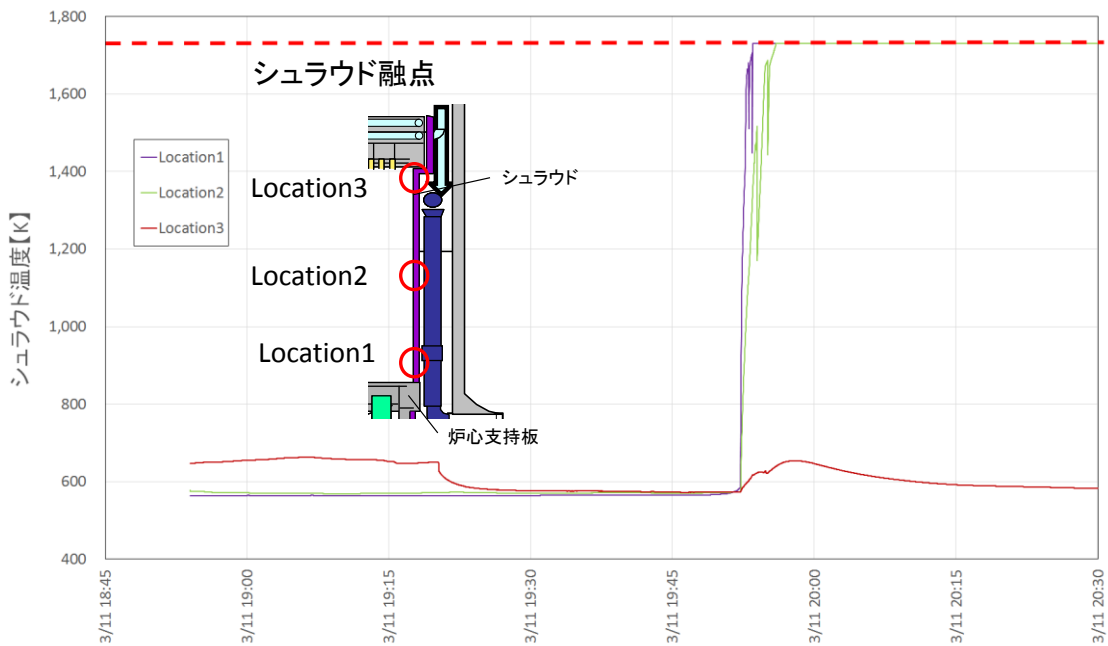 1,800
1,600
1,400
1,200
1,000
800
600
400
シュラウド温度【K】
シュラウド融点
Location1
Location2
Location3
Location3
シュラウド
Location2
Location1
炉心支持板
3/11 18:45
3/11 19:00
3/11 19:15
3/11 19:30
3/11 19:45
3/11 20:00
3/11 20:15
3/11 20:30